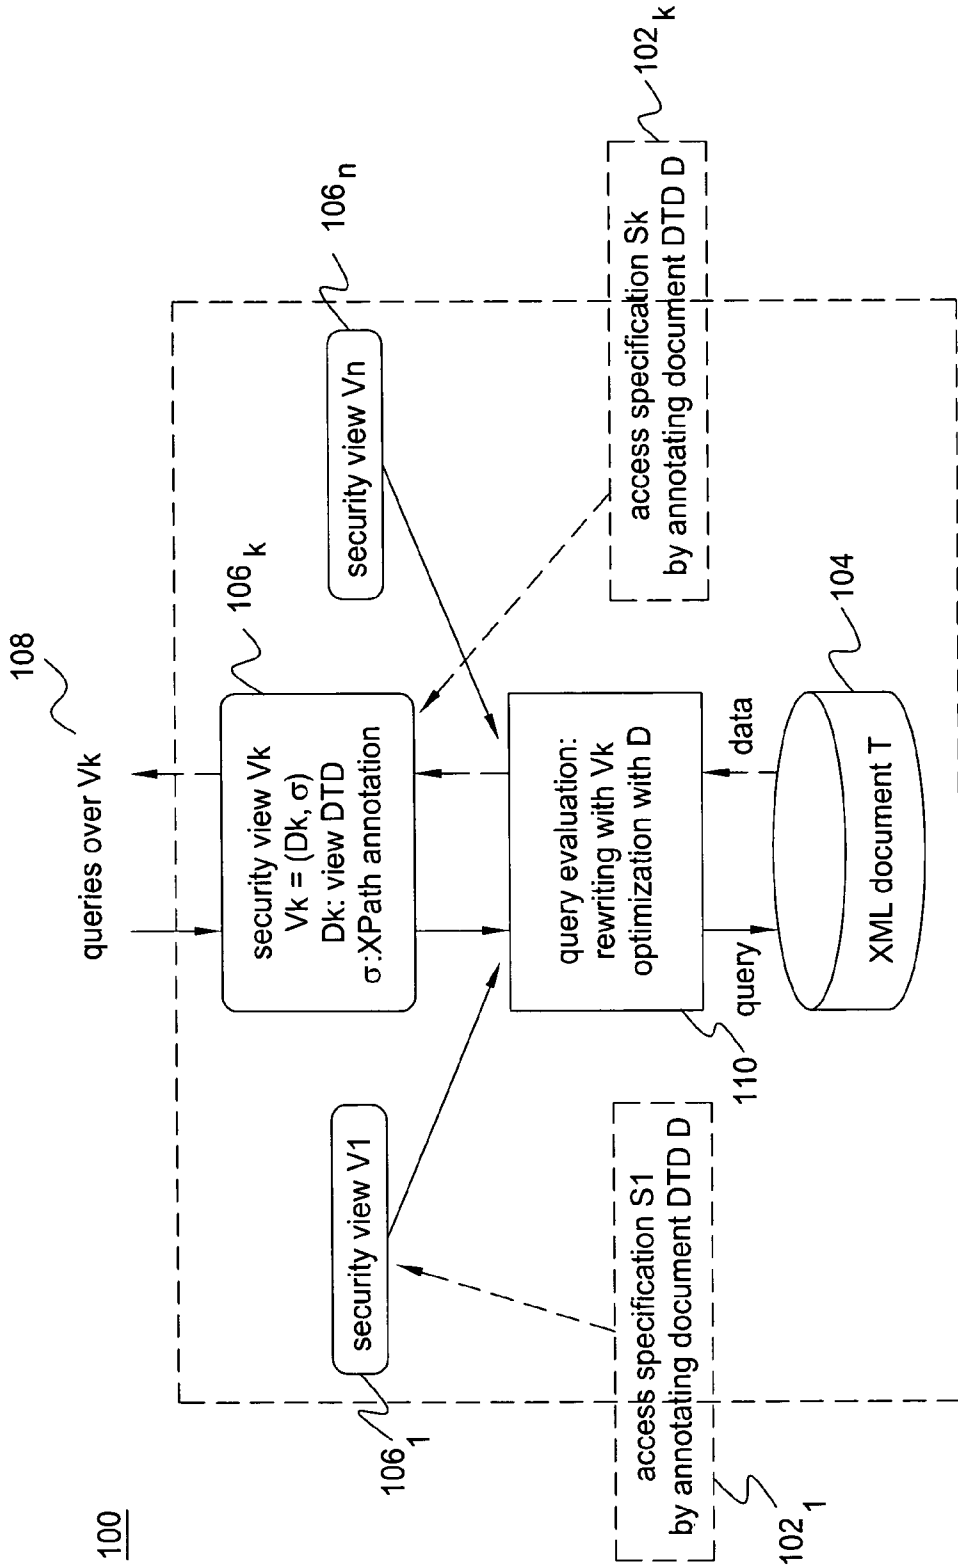 100
queries over Vk
108
security view Vk
Vk = (Dk, σ)
Dk: view DTD
σ:XPath annotation
106k
security view V1
1061
security view Vn
106n
query evaluation:
rewriting with Vk
optimization with D
110
query
data
XML document T
104
access specification S1
by annotating document DTD D
1021
access specification Sk
by annotating document DTD D
102k